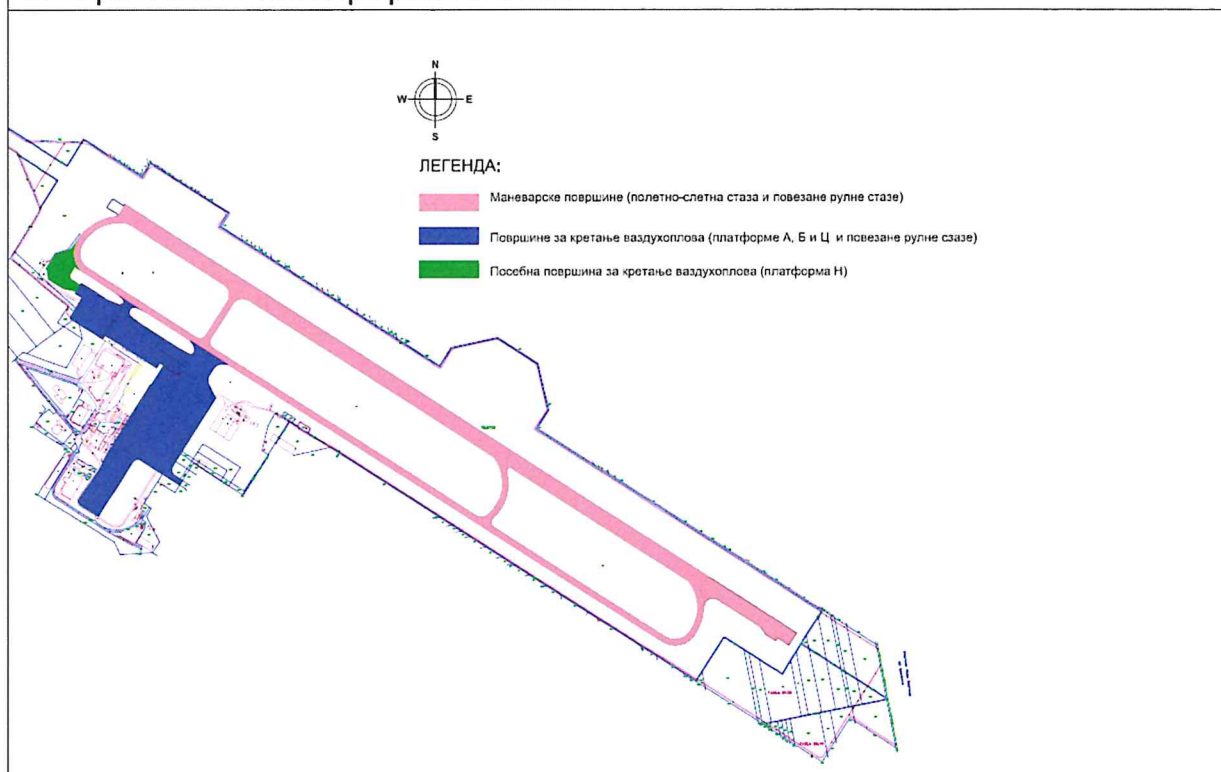 N
W E
S
ЛЕГЕНДА:
Маневарске површине (полетно-слетна стаза и повезане рулне стазе)
Површине за кретање ваздухоплова (платформе А, Б и Ц и повезане рулне сзазе)
Посебна површина за кретање ваздухоплова (платформа Н)